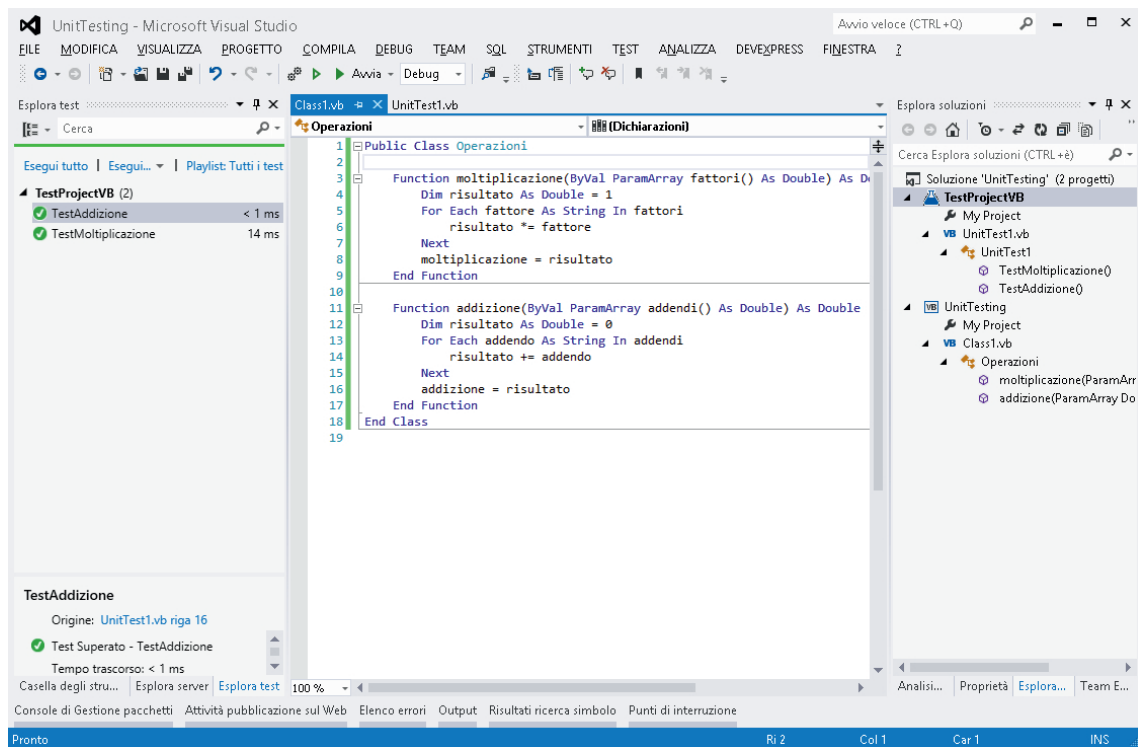 UnitTesting - Microsoft Visual Studio
Avvio veloce (CTRL+Q)
FILE MODIFICA VISUALIZZA PROGETTO COMPILA DEBUG TEAM SQL STRUMENTI TEST ANALIZZA DEVEXPRESS FINESTRA ?
Avvia Debug
Esplora test
Cerca
Esegui tutto | Esegui... | Playlist: Tutti i test
TestProjectVB (2)
TestAddizione < 1 ms
TestMoltiplicazione 14 ms
TestAddizione
Origine: UnitTest1.vb riga 16
Test Superato - TestAddizione
Tempo trascorso: < 1 ms
Casella degli stru... Esplora server Esplora test
Class1.vb UnitTest1.vb
Operazioni (Dichiarazioni)
1 Public Class Operazioni
2
3 Function moltiplicazione(ByVal ParamArray fattori() As Double) As Do
4 Dim risultato As Double = 1
5 For Each fattore As String In fattori
6 risultato *= fattore
7 Next
8 moltiplicazione = risultato
9 End Function
10
11 Function addizione(ByVal ParamArray addendi() As Double) As Double
12 Dim risultato As Double = 0
13 For Each addendo As String In addendi
14 risultato += addendo
15 Next
16 addizione = risultato
17 End Function
18 End Class
19
100 %
Esplora soluzioni
Cerca Esplora soluzioni (CTRL+è)
Soluzione 'UnitTesting' (2 progetti)
TestProjectVB
My Project
VB UnitTest1.vb
UnitTest1
TestMoltiplicazione()
TestAddizione()
VB UnitTesting
My Project
VB Class1.vb
Operazioni
moltiplicazione(ParamArr
addizione(ParamArray Do
Analisi... Proprietà Esplora... Team E...
Console di Gestione pacchetti Attività pubblicazione sul Web Elenco errori Output Risultati ricerca simbolo Punti di interruzione
Pronto Ri 2 Col 1 Car 1 INS